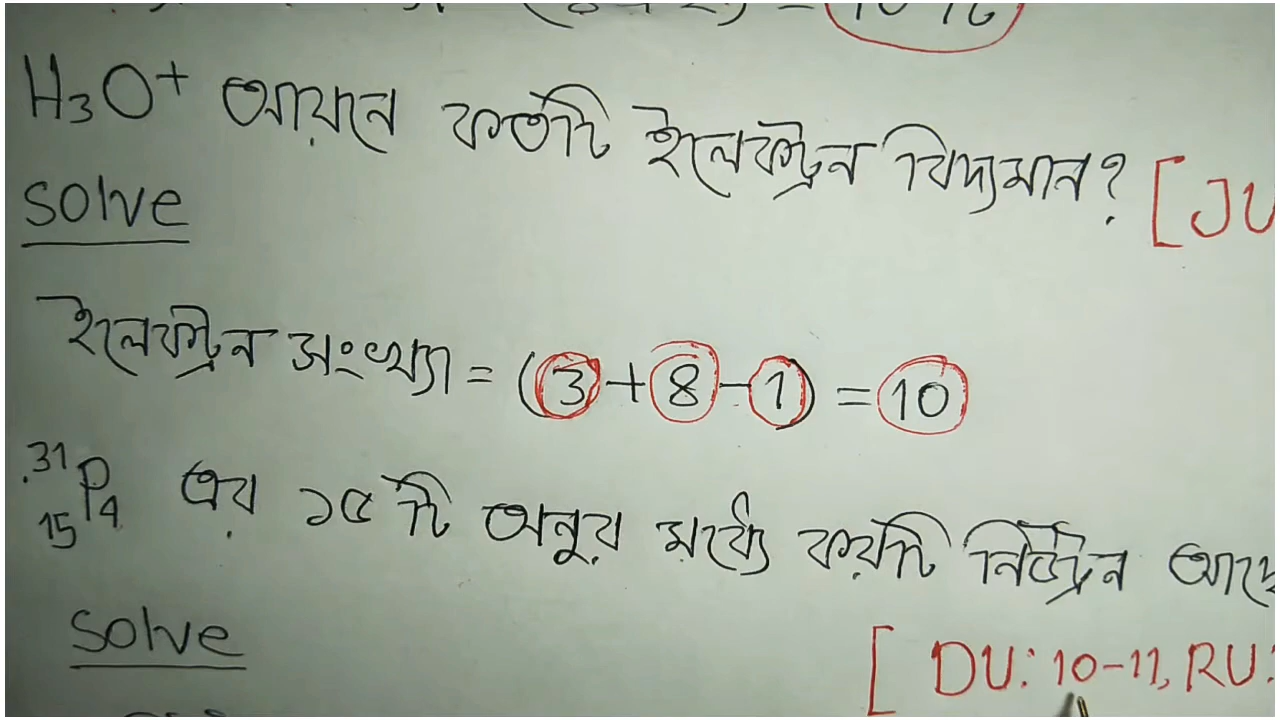 H₃O⁺ আয়নে কতটি ইলেকট্রন বিদ্যমান? [JU
Solve
ইলেকট্রন সংখ্যা = (3+8-1) = 10
³¹₁₅P₄ এর ১৫ টি অনুর মধ্যে কয়টি নিউট্রন আছে
Solve
[ DU: 10-11, RU: